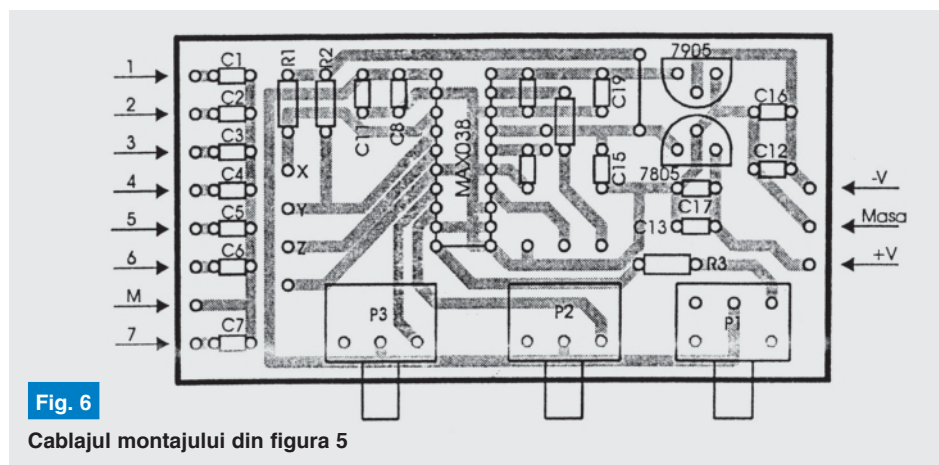 1
2
3
4
5
6
M
7
C1
C2
C3
C4
C5
C6
C7
R1
R2
C11
C8
X
Y
Z
MAX038
C19
C15
7905
7805
C16
C12
C17
C13
R3
-V
Masa
+V
P3
P2
P1
Fig. 6
Cablajul montajului din figura 5